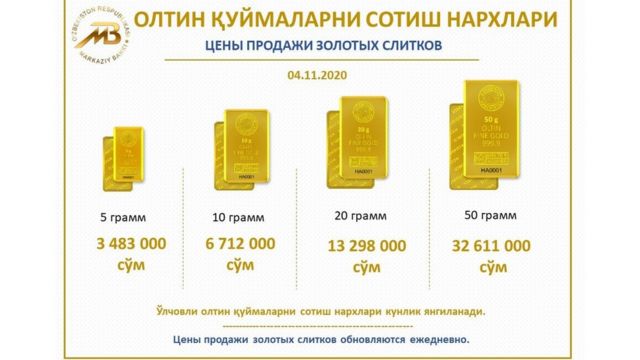 O'ZBEKISTON RESPUBLIKASI
MARKAZIY BANKI
ОЛТИН ҚУЙМАЛАРНИ СОТИШ НАРХЛАРИ
ЦЕНЫ ПРОДАЖИ ЗОЛОТЫХ СЛИТКОВ
04.11.2020
10 g
HA0001
20 g
OLTIN
FINE GOLD
999.9
HA0001
50 g
OLTIN
FINE GOLD
999.9
HA0001
5 грамм
10 грамм
20 грамм
50 грамм
3 483 000
сўм
6 712 000
сўм
13 298 000
сўм
32 611 000
сўм
Ўлчовли олтин қуймаларни сотиш нархлари кунлик янгиланади.
Цены продажи золотых слитков обновляются ежедневно.